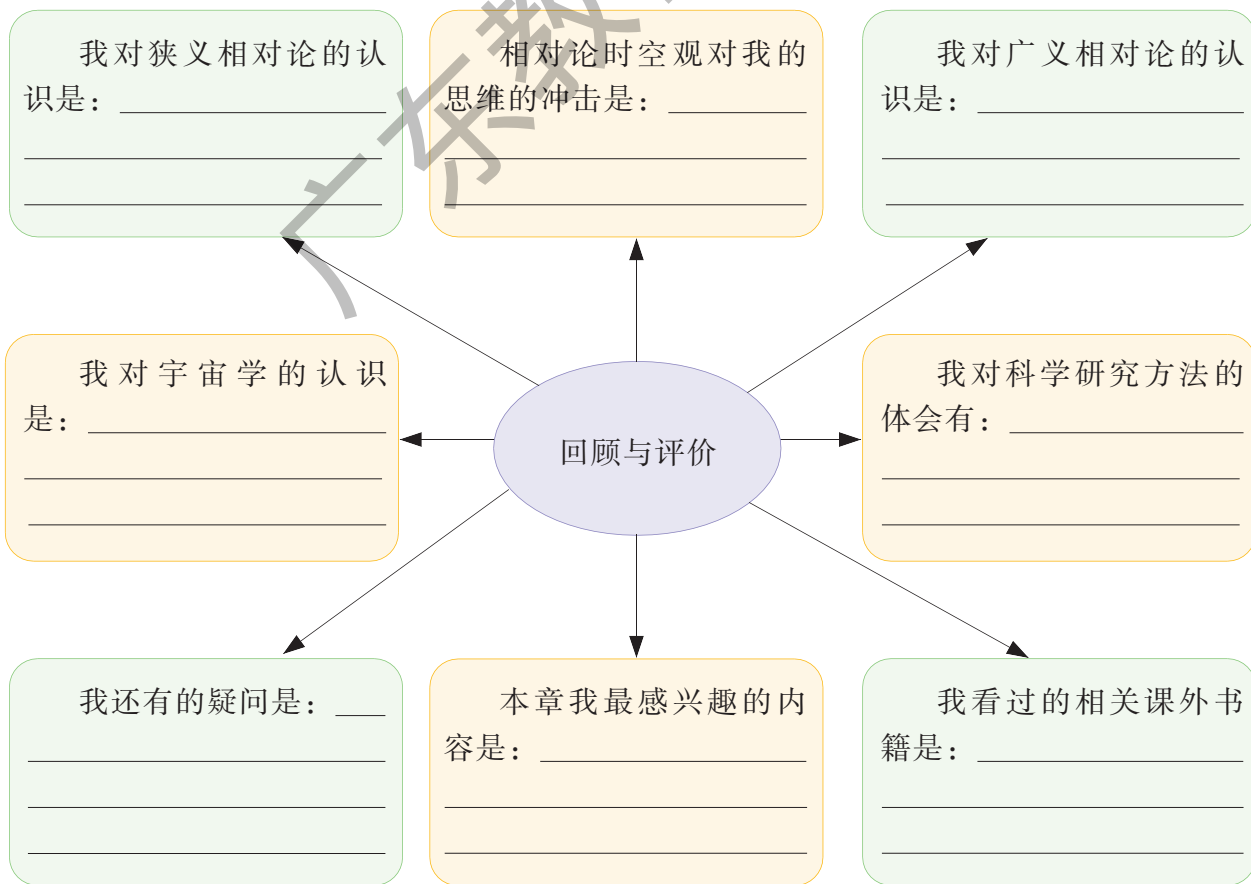 广东教
我对狭义相对论的认
识是：
相对论时空观对我的
思维的冲击是：
我对广义相对论的认
识是：
我对宇宙学的认识
是：
回顾与评价
我对科学研究方法的
体会有：
我还有的疑问是：
本章我最感兴趣的内
容是：
我看过的相关课外书
籍是：